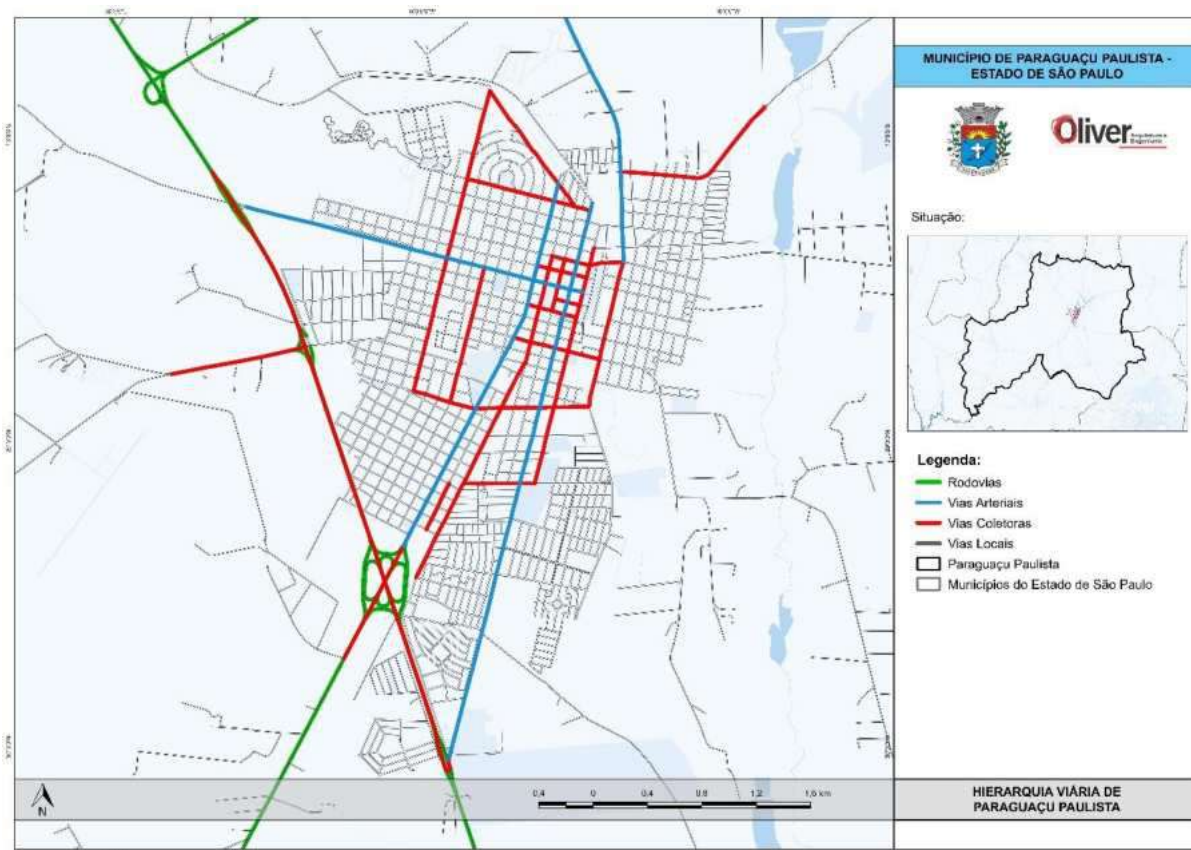 MUNICÍPIO DE PARAGUAÇU PAULISTA -
ESTADO DE SÃO PAULO
Oliver
Arquitetura e
Engenharia
Situação:
Legenda:
Rodovias
Vias Arteriais
Vias Coletoras
Vias Locais
Paraguaçu Paulista
Municípios do Estado de São Paulo
N
0,4 0 0,4 0,8 1,2 1,6 km
HIERARQUIA VIÁRIA DE
PARAGUAÇU PAULISTA